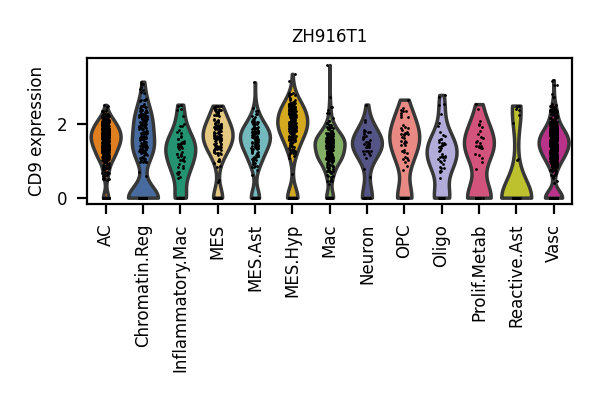 ZH916T1
CD9 expression
2
0
AC
Chromatin.Reg
Inflammatory.Mac
MES
MES.Ast
MES.Hyp
Mac
Neuron
OPC
Oligo
Prolif.Metab
Reactive.Ast
Vasc